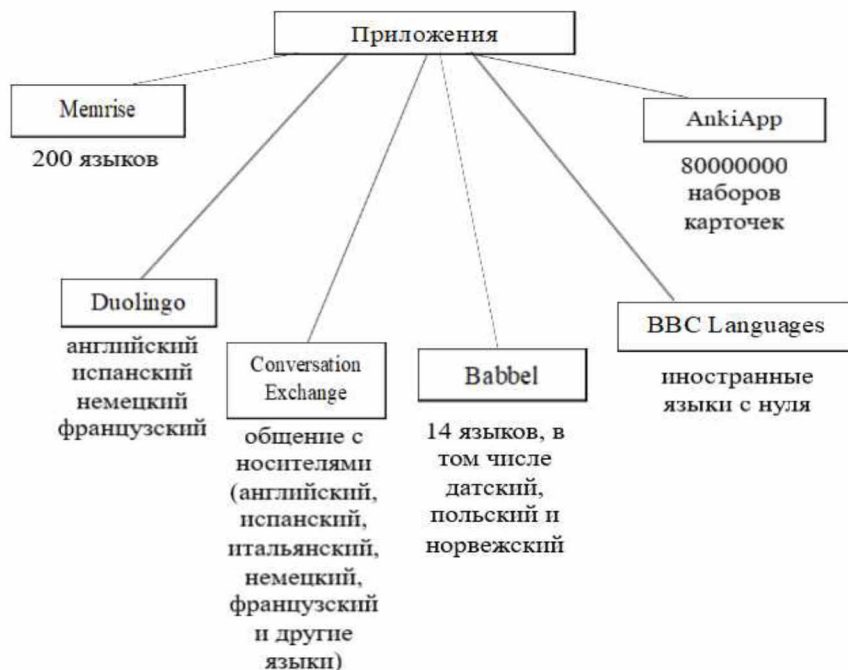 Приложения
Memrise
200 языков
AnkiApp
80000000
наборов
карточек
Duolingo
английский
испанский
немецкий
французский
Conversation
Exchange
общение с
носителями
(английский,
испанский,
итальянский,
немецкий,
французский
и другие
языки)
Babbel
14 языков, в
том числе
датский,
польский и
норвежский
BBC Languages
иностранные
языки с нуля